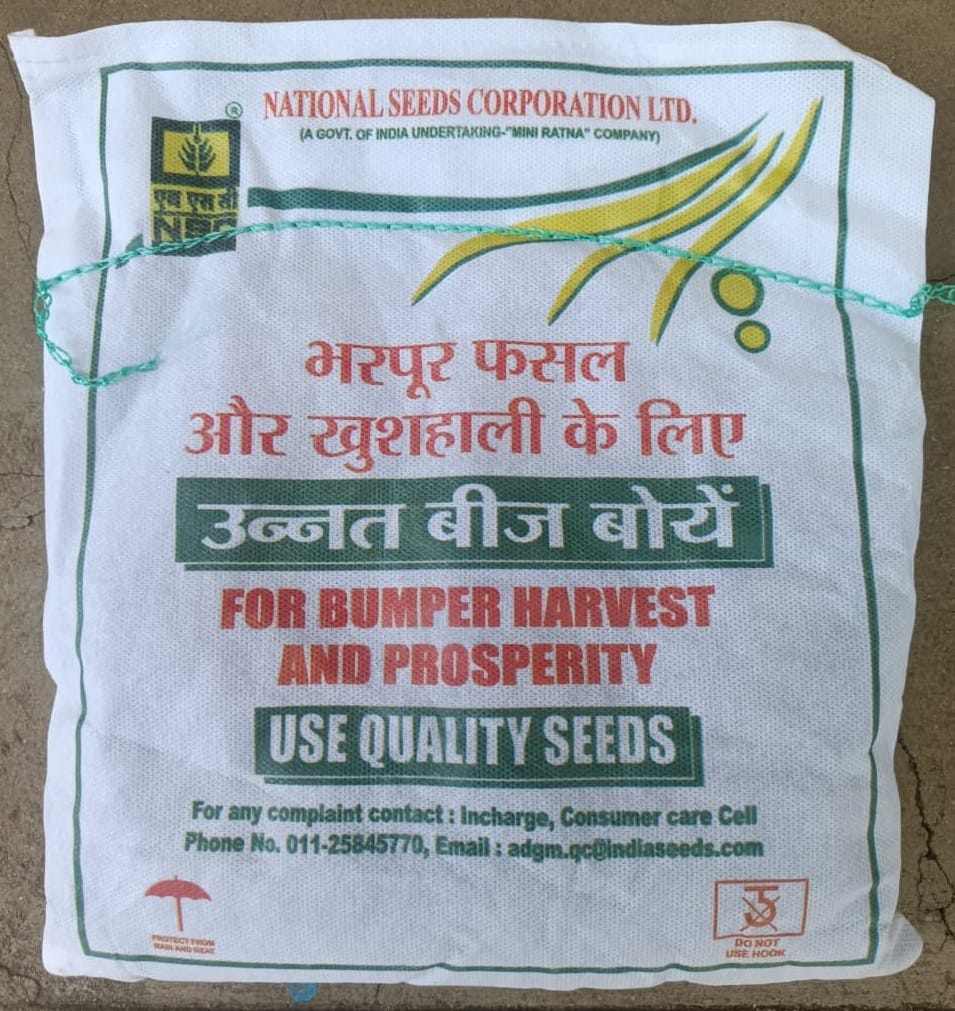 ®
NATIONAL SEEDS CORPORATION LTD.
(A GOVT. OF INDIA UNDERTAKING-"MINI RATNA" COMPANY)
एन एस सी
NSC
भरपूर फसल
और खुशहाली के लिए
उन्नत बीज बोयें
FOR BUMPER HARVEST
AND PROSPERITY
USE QUALITY SEEDS
For any complaint contact : Incharge, Consumer care Cell
Phone No. 011-25845770, Email : adgm.qc@indiaseeds.com
PROTECT FROM
RAIN AND HEAT
DO NOT
USE HOOK